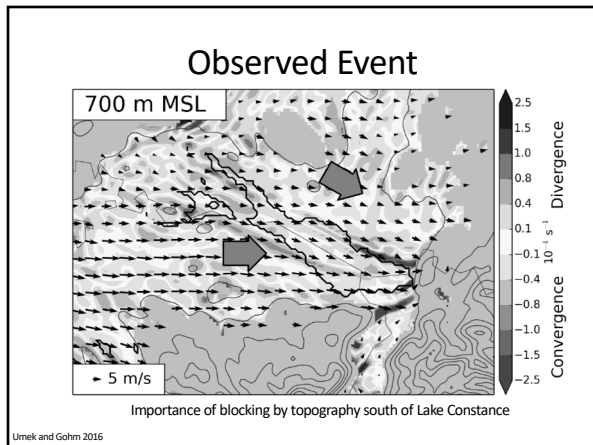 Observed Event
700 m MSL
2.5
1.5
1.0
0.8
0.4
0.1
−0.1
−0.4
−0.8
−1.0
−1.5
−2.5
Divergence
10⁻⁴ s⁻¹
Convergence
5 m/s
Importance of blocking by topography south of Lake Constance
Umek and Gohm 2016